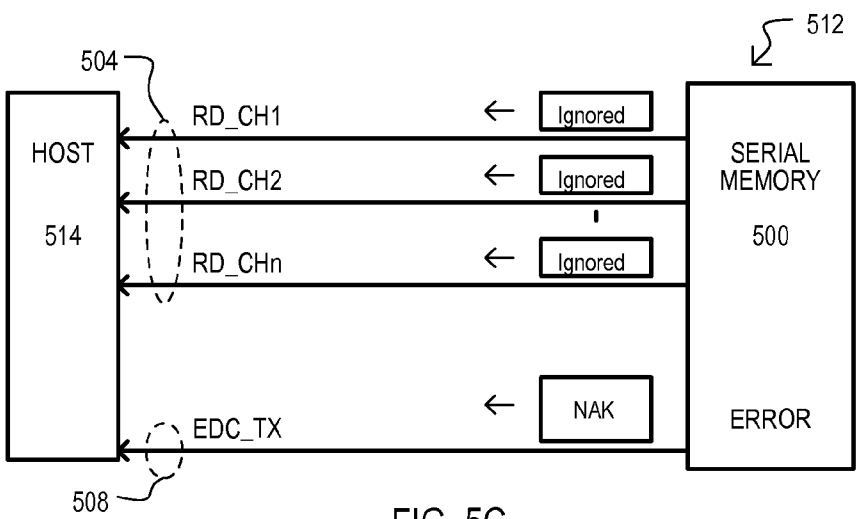 512
504
RD_CH1
Ignored
HOST
SERIAL
MEMORY
RD_CH2
Ignored
514
500
RD_CHn
Ignored
NAK
EDC_TX
ERROR
508